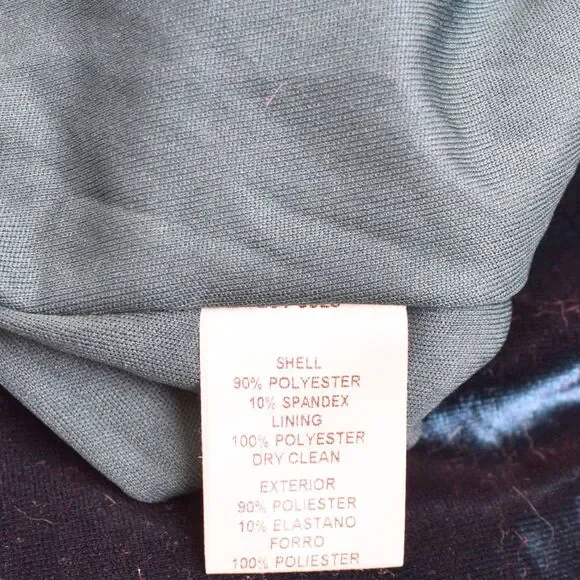 SHELL
90% POLYESTER
10% SPANDEX
LINING
100% POLYESTER
DRY CLEAN
EXTERIOR
90% POLIESTER
10% ELASTANO
FORRO
100% POLIESTER